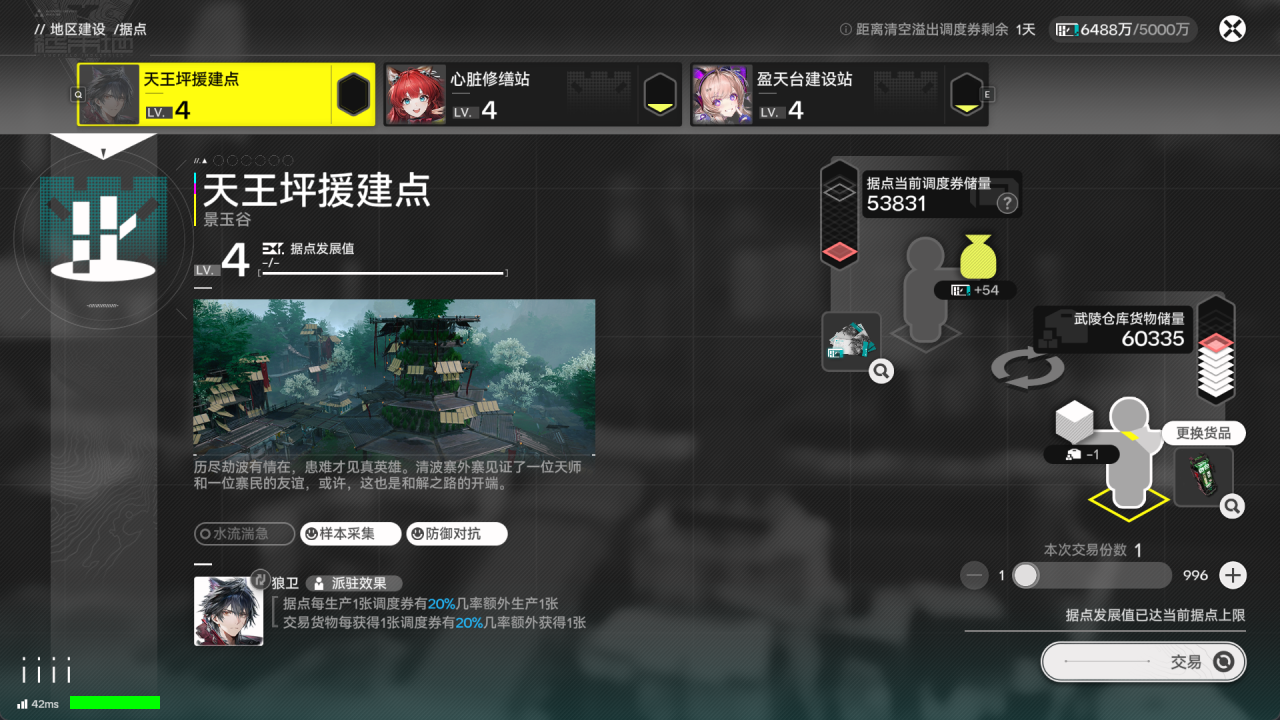 // 地区建设 /据点
距离清空溢出调度券剩余 1天
6488万/5000万
Q
天王坪援建点
LV. 4
心脏修缮站
LV. 4
盈天台建设站
LV. 4
E
天王坪援建点
景玉谷
LV. 4
据点发展值
-/-
历尽劫波有情在，患难才见真英雄。清波寨外寨见证了一位天师
和一位寨民的友谊，或许，这也是和解之路的开端。
水流湍急
样本采集
防御对抗
狼卫
派驻效果
据点每生产1张调度券有20%几率额外生产1张
交易货物每获得1张调度券有20%几率额外获得1张
据点当前调度券储量
53831
?
+54
武陵仓库货物储量
60335
更换货品
-1
本次交易份数 1
1
996
据点发展值已达当前据点上限
交易
42ms